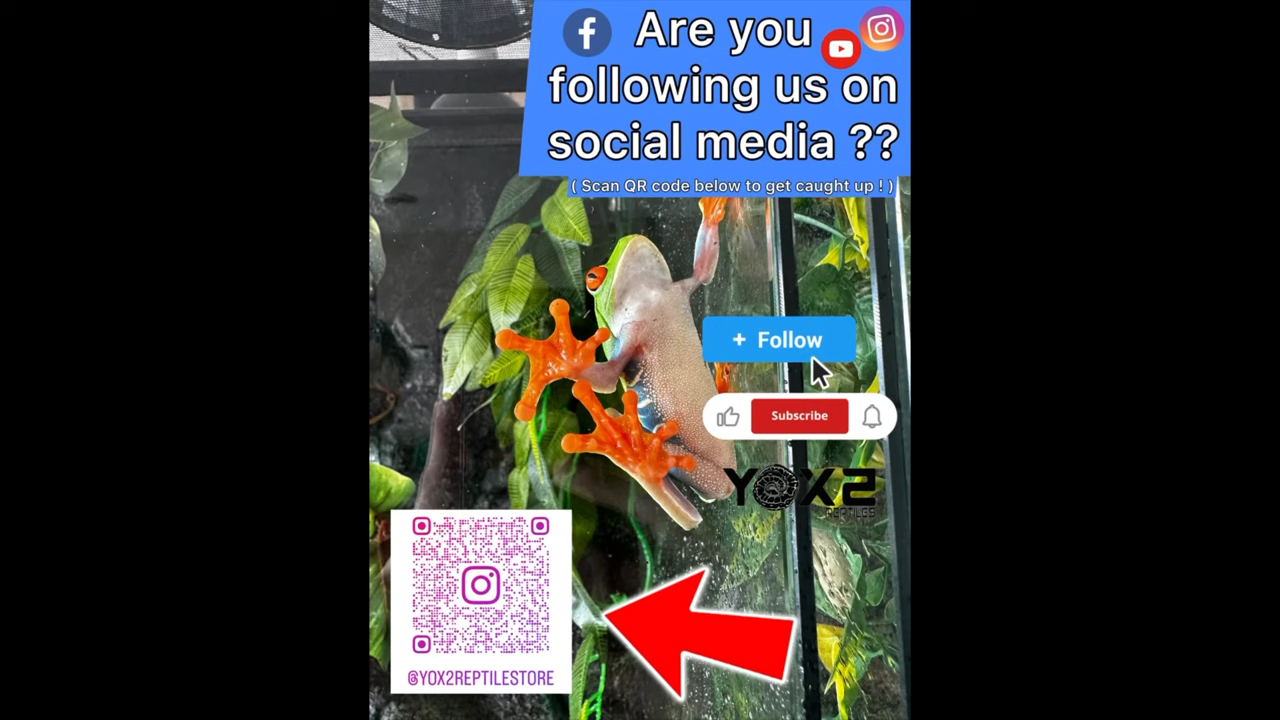 Are you
following us on
social media ??
( Scan QR code below to get caught up ! )
+ Follow
Subscribe
YOX2
REPTILES
@YOX2REPTILESTORE